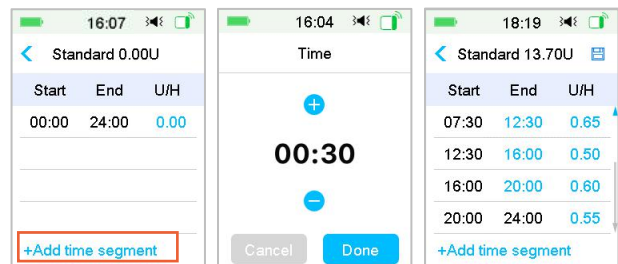 16:07
Standard 0.00U
Start End U/H
00:00 24:00 0.00
+Add time segment
16:04
Time
00:30
Cancel Done
18:19
Standard 13.70U
Start End U/H
07:30 12:30 0.65
12:30 16:00 0.50
16:00 20:00 0.60
20:00 24:00 0.55
+Add time segment